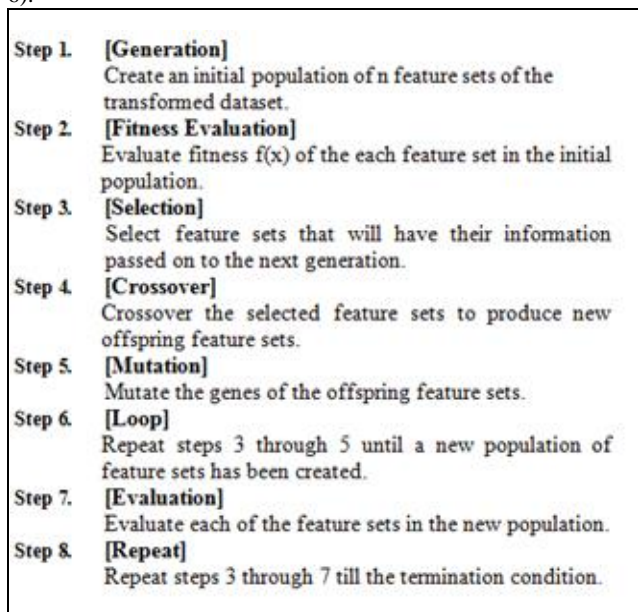 6).
Step 1. [Generation]
Create an initial population of n feature sets of the
transformed dataset.
Step 2. [Fitness Evaluation]
Evaluate fitness f(x) of the each feature set in the initial
population.
Step 3. [Selection]
Select feature sets that will have their information
passed on to the next generation.
Step 4. [Crossover]
Crossover the selected feature sets to produce new
offspring feature sets.
Step 5. [Mutation]
Mutate the genes of the offspring feature sets.
Step 6. [Loop]
Repeat steps 3 through 5 until a new population of
feature sets has been created.
Step 7. [Evaluation]
Evaluate each of the feature sets in the new population.
Step 8. [Repeat]
Repeat steps 3 through 7 till the termination condition.